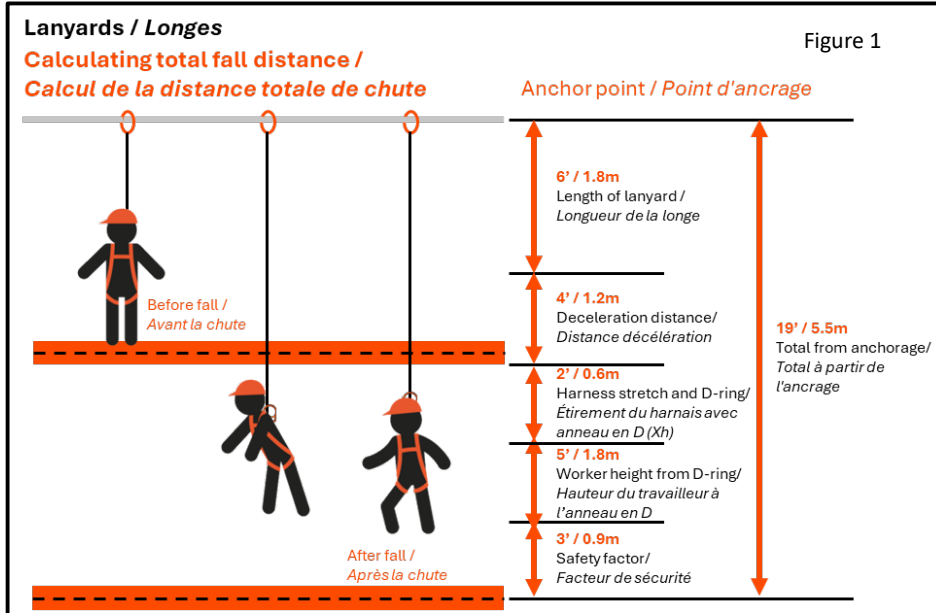 Lanyards / Longes
Calculating total fall distance /
Calcul de la distance totale de chute
Figure 1
Anchor point / Point d'ancrage
6’ / 1.8m
Length of lanyard /
Longueur de la longe
Before fall /
Avant la chute
4’ / 1.2m
Deceleration distance/
Distance décélération
19’ / 5.5m
Total from anchorage/
Total à partir de
l'ancrage
2’ / 0.6m
Harness stretch and D-ring/
Étirement du harnais avec
anneau en D (Xh)
5’ / 1.8m
Worker height from D-ring/
Hauteur du travailleur à
l’anneau en D
After fall /
Après la chute
3’ / 0.9m
Safety factor/
Facteur de sécurité